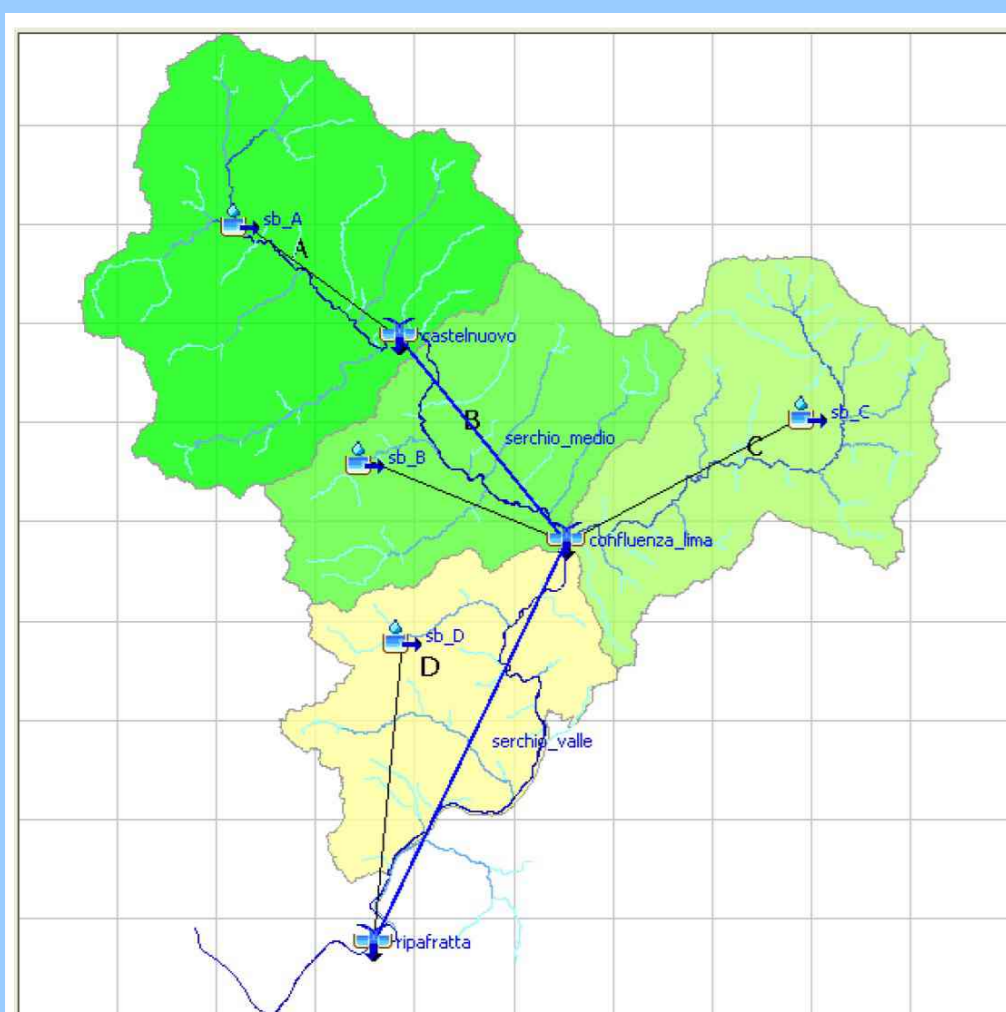 sb_A
A
castelnuovo
B
serchio_medio
sb_B
sb_C
C
confluenza_lima
sb_D
D
serchio_valle
ripafratta